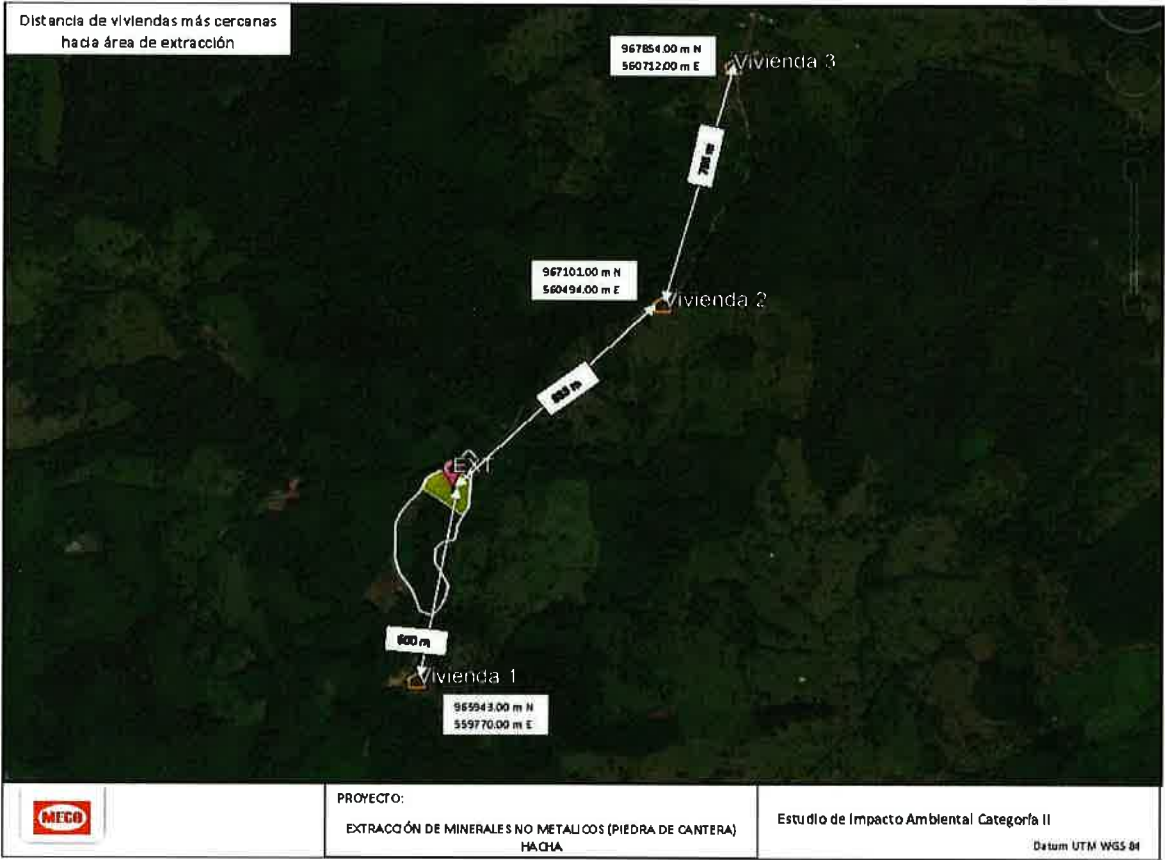 Distancia de viviendas más cercanas
hacia área de extracción
967854.00 m N
560712.00 m E
Vivienda 3
967101.00 m N
560494.00 m E
Vivienda 2
EXT
600 m
Vivienda 1
965943.00 m N
559770.00 m E
MECO
PROYECTO:
EXTRACCIÓN DE MINERALES NO METALICOS (PIEDRA DE CANTERA)
HACHA
Estudio de Impacto Ambiental Categoría II
Datum UTM WGS 84